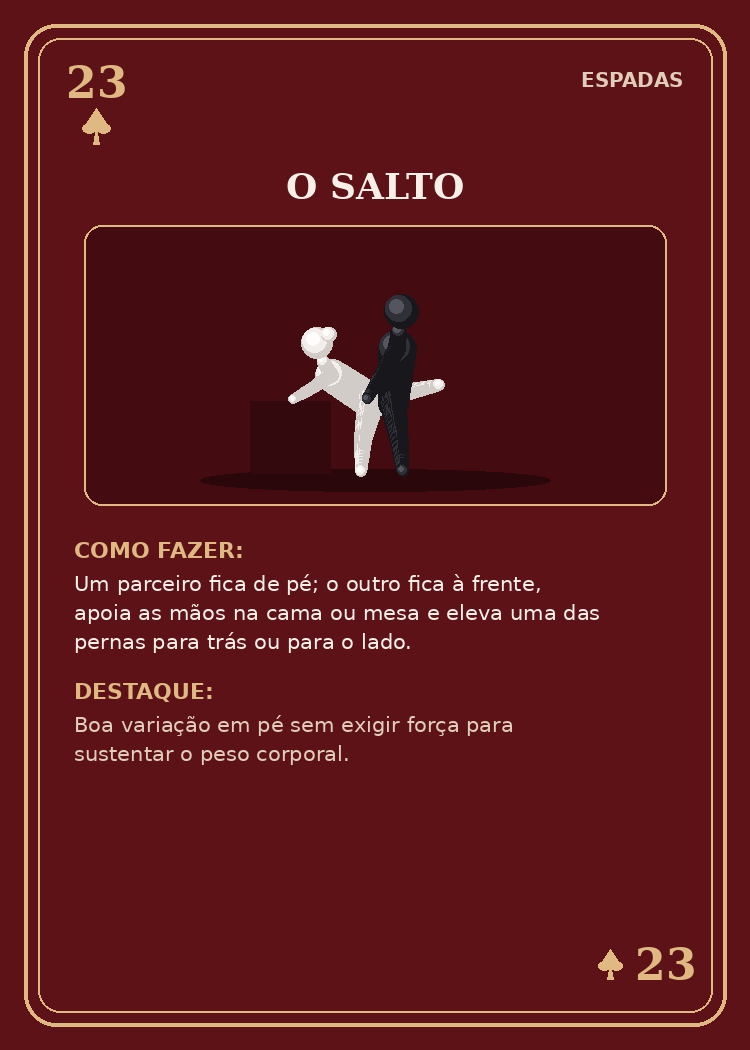 23
ESPADAS
O SALTO
COMO FAZER:
Um parceiro fica de pé; o outro fica à frente,
apoia as mãos na cama ou mesa e eleva uma das
pernas para trás ou para o lado.
DESTAQUE:
Boa variação em pé sem exigir força para
sustentar o peso corporal.
23